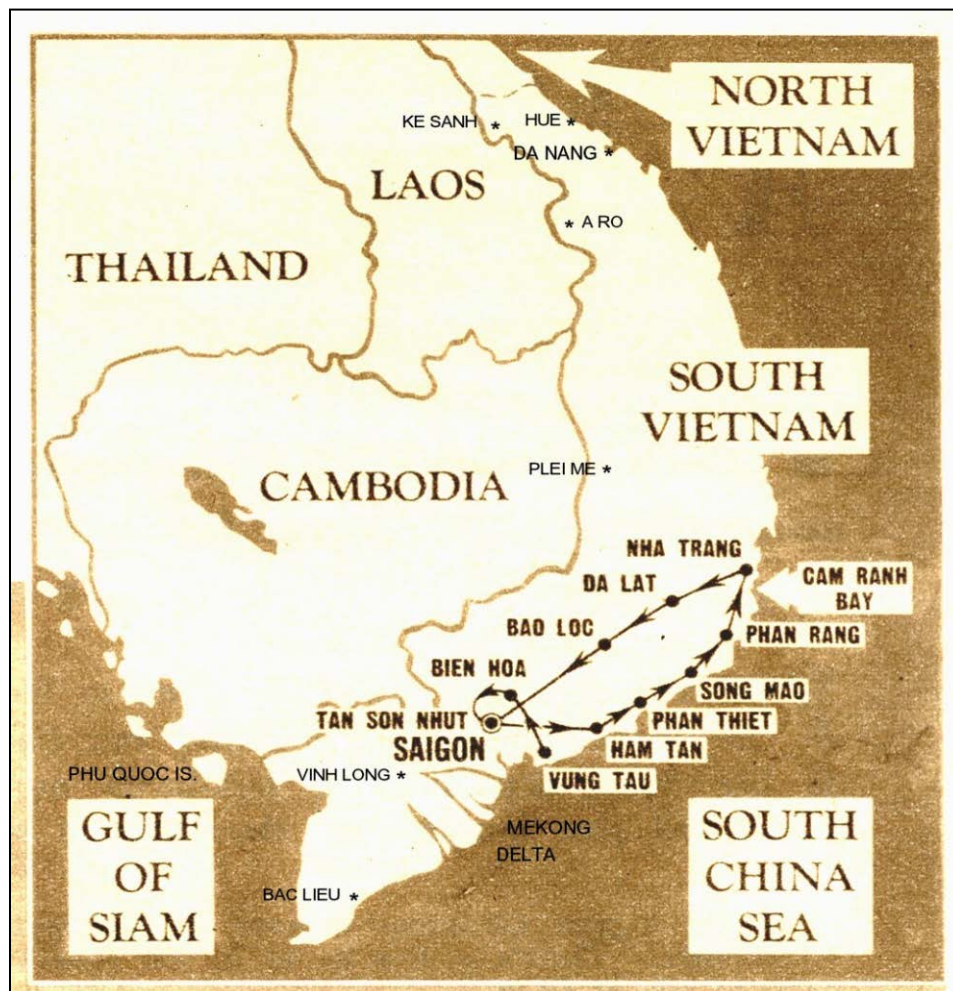 NORTH
VIETNAM
KE SANH *
HUE *
DA NANG *
LAOS
* A RO
THAILAND
SOUTH
VIETNAM
PLEI ME *
CAMBODIA
NHA TRANG
DA LAT
CAM RANH
BAY
BAO LOC
PHAN RANG
BIEN HOA
SONG MAO
TAN SON NHUT
PHAN THIET
SAIGON
HAM TAN
VUNG TAU
PHU QUOC IS.
VINH LONG *
GULF
OF
SIAM
MEKONG
DELTA
SOUTH
CHINA
SEA
BAC LIEU *